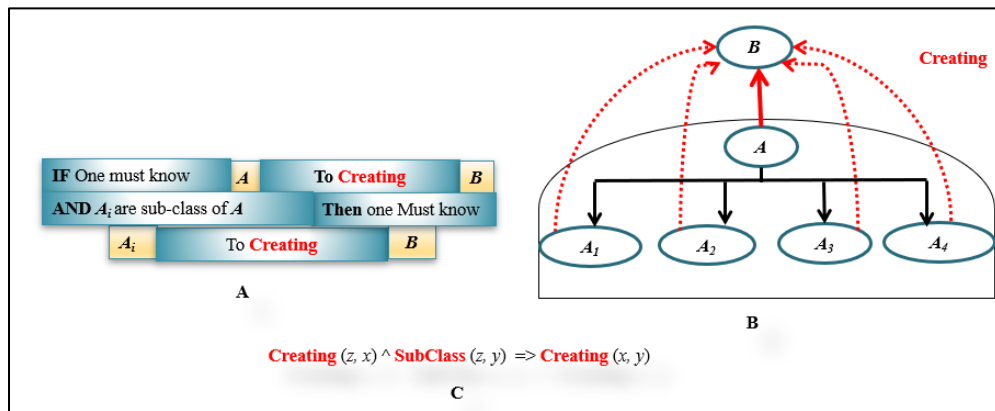 IF One must know A To Creating B
AND Ai are sub-class of A Then one Must know
Ai To Creating B
A
B
Creating
A
A1 A2 A3 A4
B
Creating (z, x) ^ SubClass (z, y) => Creating (x, y)
C